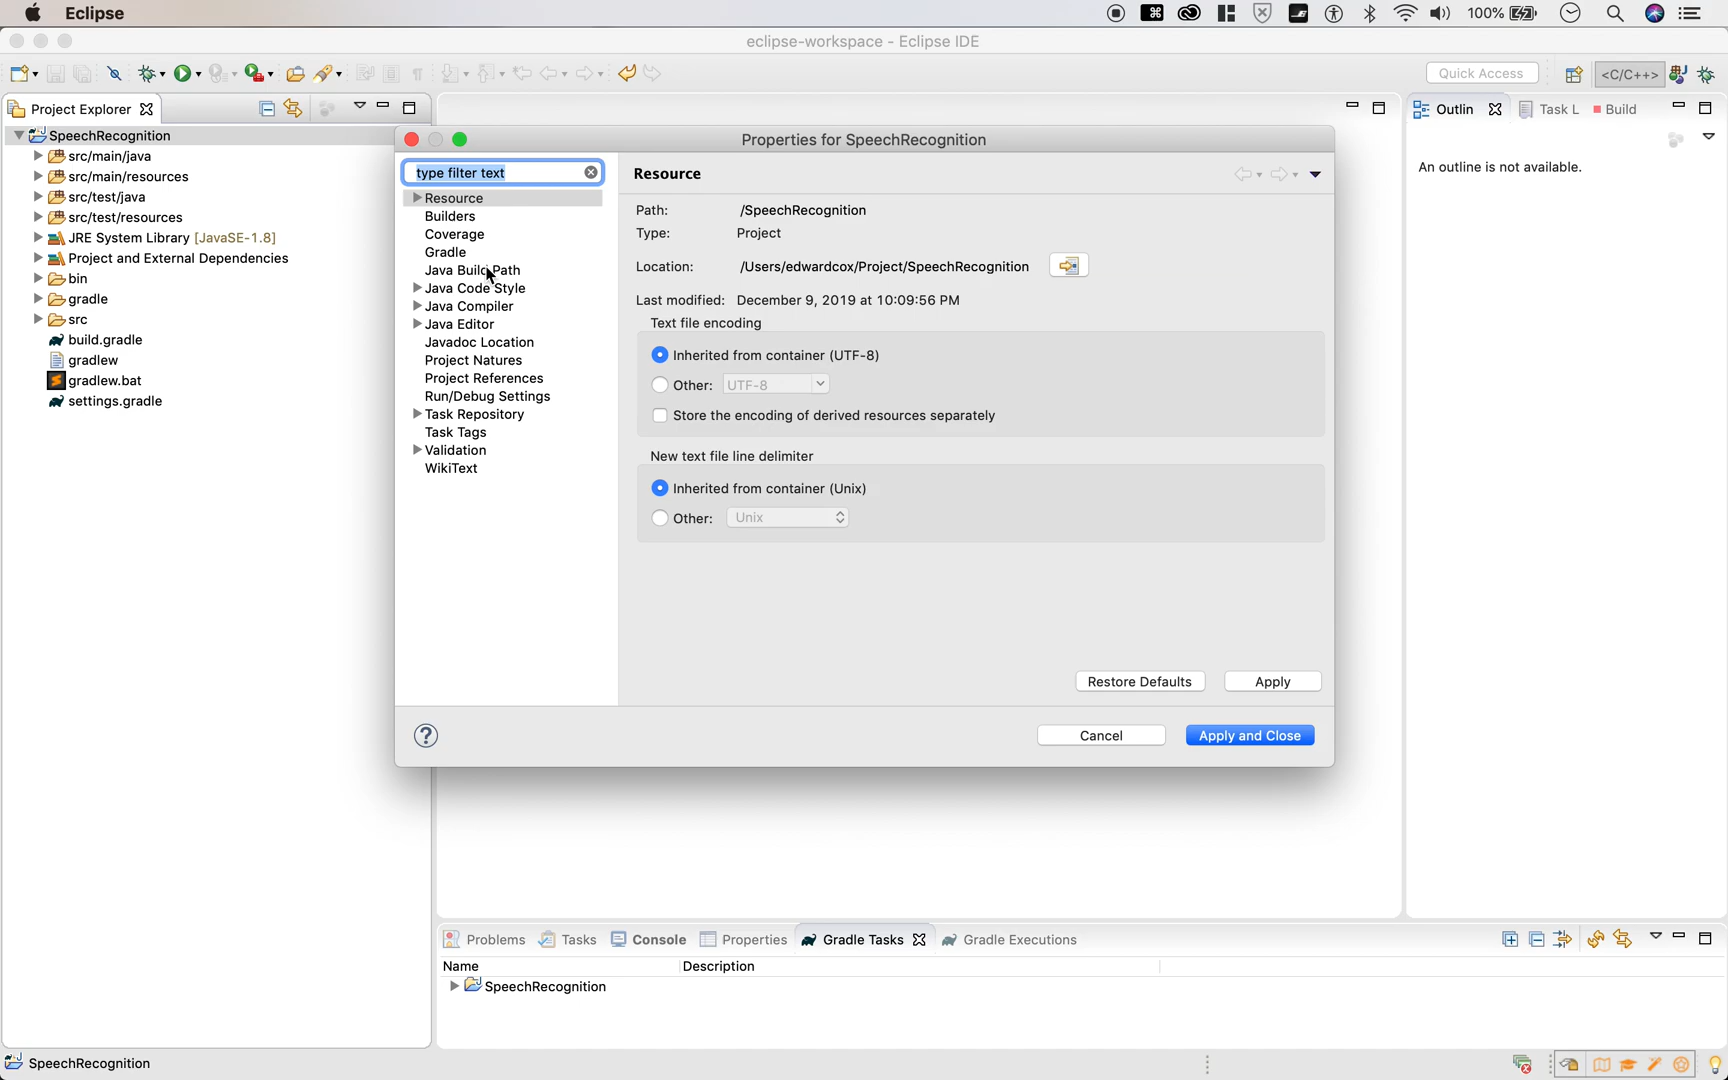 Eclipse
100%
eclipse-workspace - Eclipse IDE
Quick Access
<C/C++>
Project Explorer
SpeechRecognition
src/main/java
src/main/resources
src/test/java
src/test/resources
JRE System Library [JavaSE-1.8]
Project and External Dependencies
bin
gradle
src
build.gradle
gradlew
gradlew.bat
settings.gradle
Properties for SpeechRecognition
type filter text
Resource
Builders
Coverage
Gradle
Java Build Path
Java Code Style
Java Compiler
Java Editor
Javadoc Location
Project Natures
Project References
Run/Debug Settings
Task Repository
Task Tags
Validation
WikiText
Resource
Path: /SpeechRecognition
Type: Project
Location: /Users/edwardcox/Project/SpeechRecognition
Last modified: December 9, 2019 at 10:09:56 PM
Text file encoding
Inherited from container (UTF-8)
Other: UTF-8
Store the encoding of derived resources separately
New text file line delimiter
Inherited from container (Unix)
Other: Unix
Restore Defaults Apply
? Cancel Apply and Close
Outlin Task L Build
An outline is not available.
Problems Tasks Console Properties Gradle Tasks Gradle Executions
Name Description
SpeechRecognition
SpeechRecognition